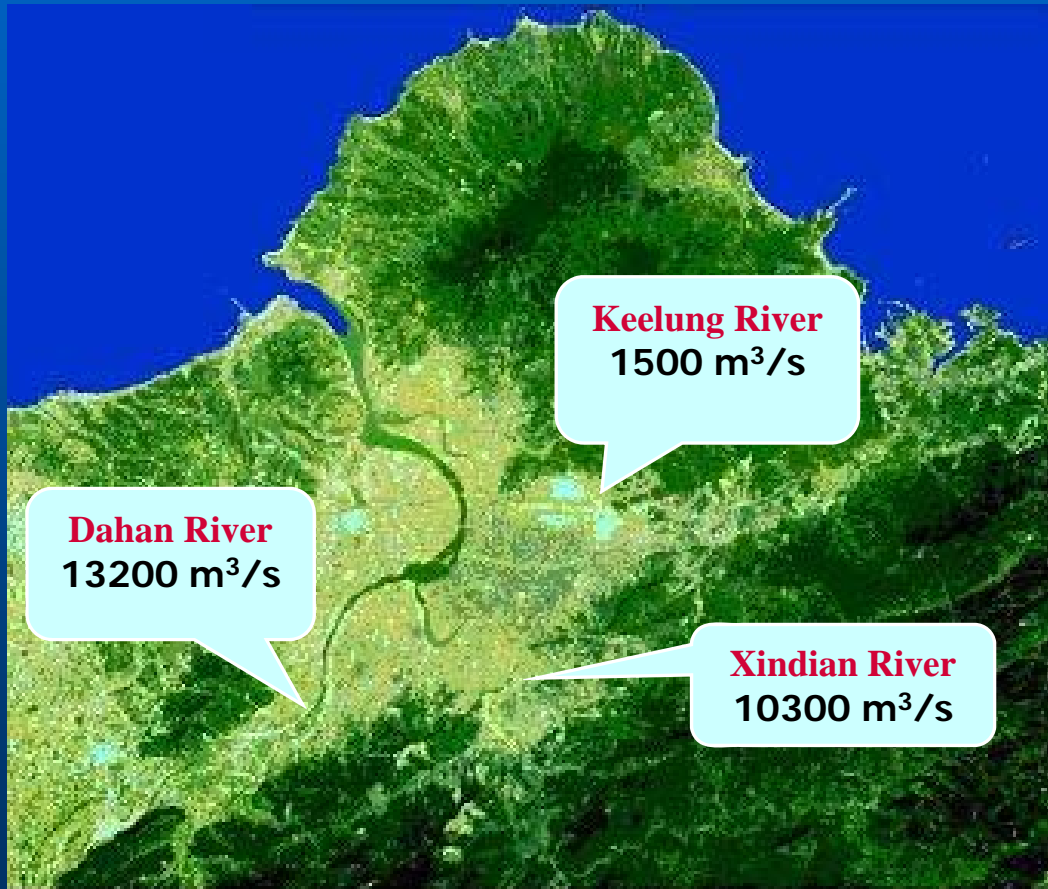 Keelung River
1500 m³/s
Dahan River
13200 m³/s
Xindian River
10300 m³/s